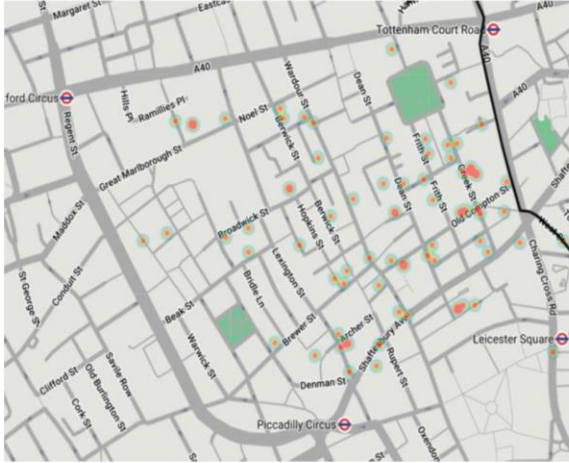 Margaret St
Eastcas
Tottenham Court Road
A40
A40
A40
A40
ford Circus
Hills Pl
Ramillies Pl
Noel St
Wardour St
Dean St
Berwick St
Regent St
Great Marlborough St
Frith St
Greek St
Maddox St
Dean St
Frith St
Old Compton St
Shaftes
Broadwick St
Hopkins St
Berwick St
Conduit St
St George St
Lexington St
Bridle Ln
Charing Cross Rd
Beak St
Brewer St
Archer St
Shaftesbury Ave
Warwick St
Rupert St
Leicester Square
Savile Row
Clifford St
Old Burlington St
Cork St
Denman St
Piccadilly Circus
Oxendon